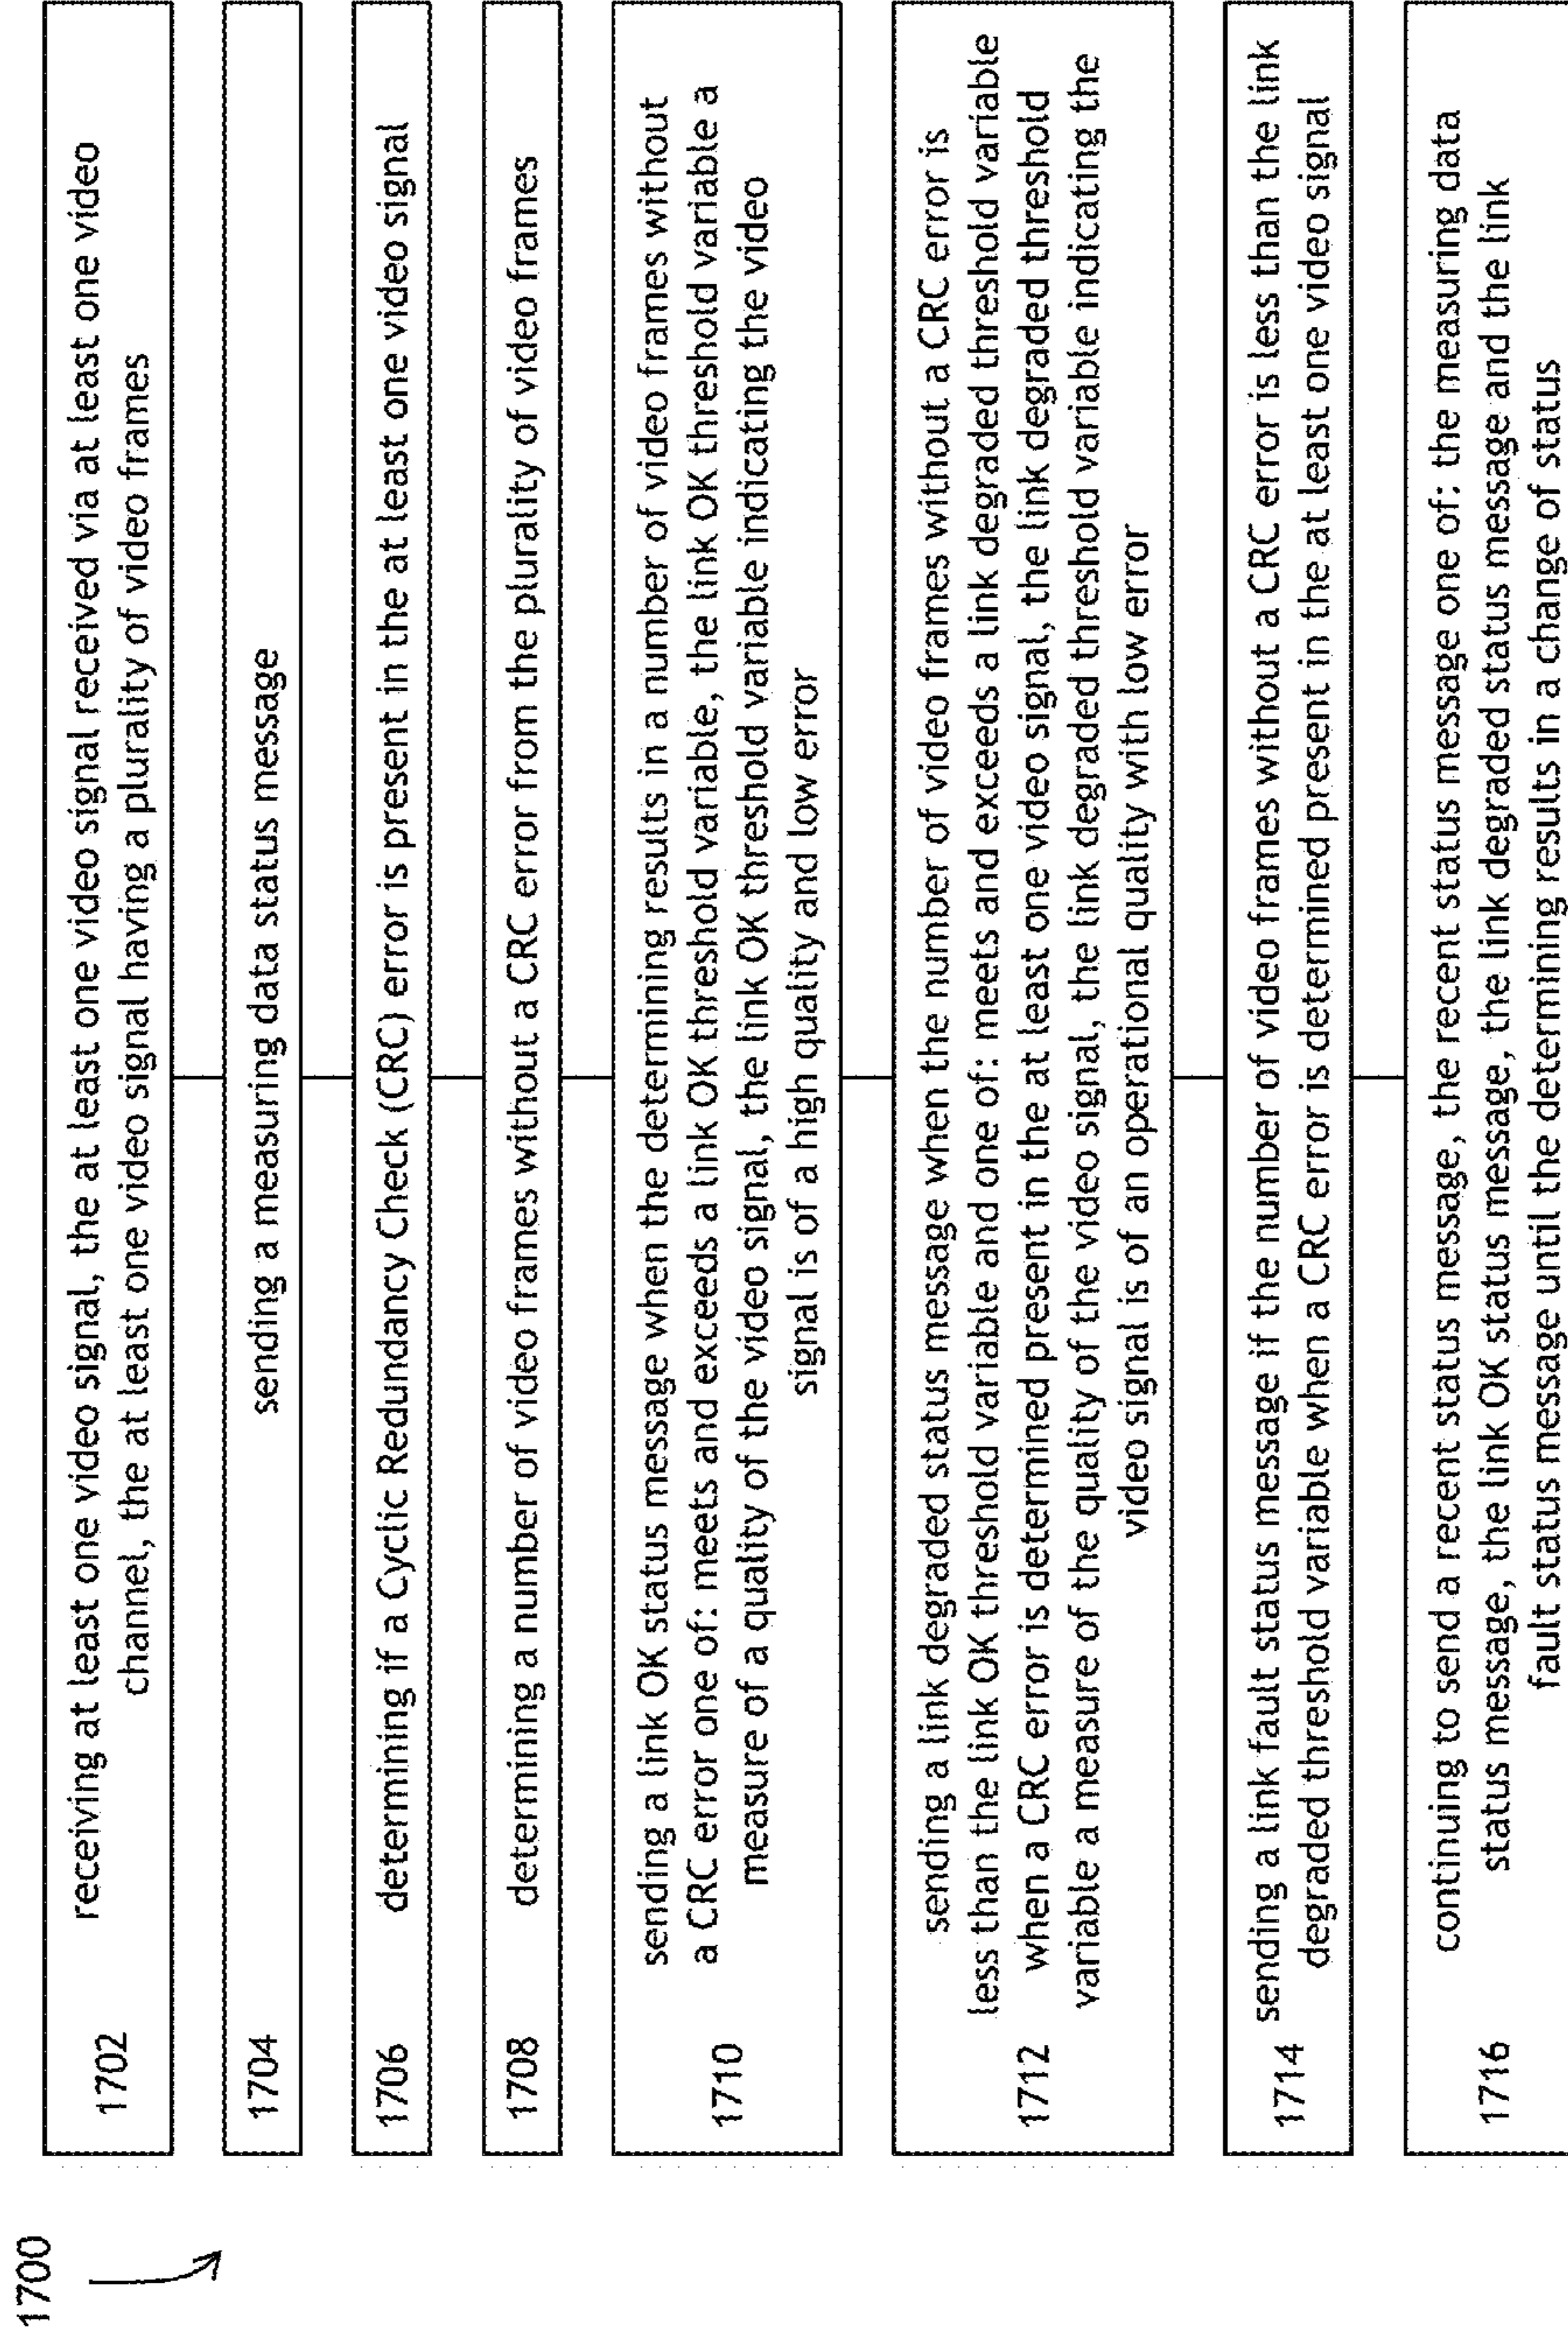 1700
1702
receiving at least one video signal, the at least one video signal received via at least one video
channel, the at least one video signal having a plurality of video frames
1704
sending a measuring data status message
1706
determining if a Cyclic Redundancy Check (CRC) error is present in the at least one video signal
1708
determining a number of video frames without a CRC error from the plurality of video frames
1710
sending a link OK status message when the determining results in a number of video frames without
a CRC error one of: meets and exceeds a link OK threshold variable, the link OK threshold variable a
measure of a quality of the video signal, the link OK threshold variable indicating the video
signal is of a high quality and low error
1712
sending a link degraded status message when the number of video frames without a CRC error is
less than the link OK threshold variable and one of: meets and exceeds a link degraded threshold variable
when a CRC error is determined present in the at least one video signal, the link degraded threshold
variable a measure of the quality of the video signal, the link degraded threshold variable indicating the
video signal is of an operational quality with low error
1714
sending a link fault status message if the number of video frames without a CRC error is less than the link
degraded threshold variable when a CRC error is determined present in the at least one video signal
1716
continuing to send a recent status message, the recent status message one of: the measuring data
status message, the link OK status message, the link degraded status message and the link
fault status message until the determining results in a change of status